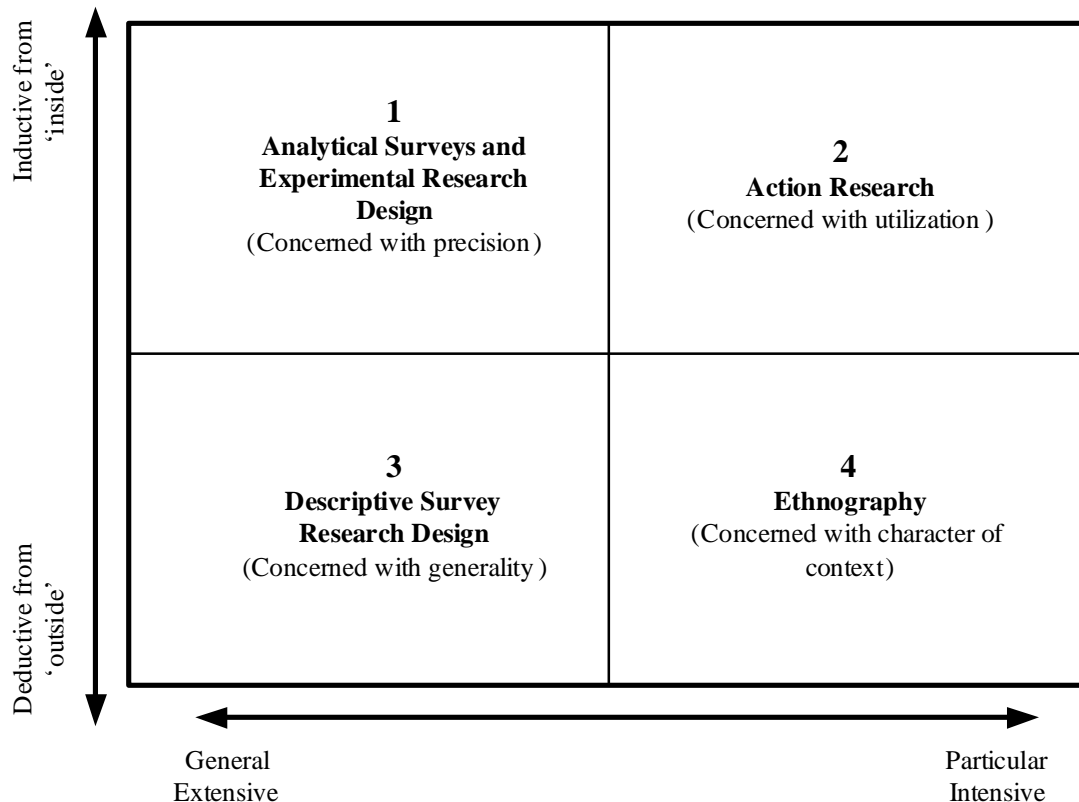 Inductive from
‘inside’
Deductive from
‘outside’
1
Analytical Surveys and
Experimental Research
Design
(Concerned with precision )
2
Action Research
(Concerned with utilization )
3
Descriptive Survey
Research Design
(Concerned with generality )
4
Ethnography
(Concerned with character of
context)
General
Extensive
Particular
Intensive